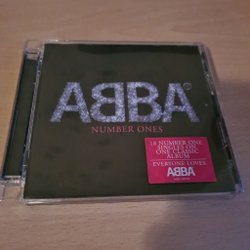 ABBA
NUMBER ONES
18 NUMBER ONE
SINGLES ON
ONE CLASSIC
ALBUM
EVERYONE LOVES
ABBA